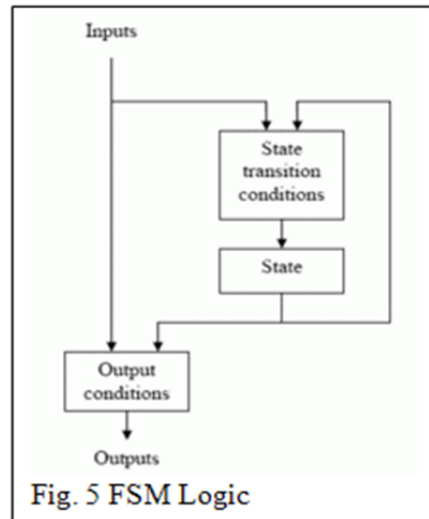 Inputs
State
transition
conditions
State
Output
conditions
Outputs
Fig. 5 FSM Logic